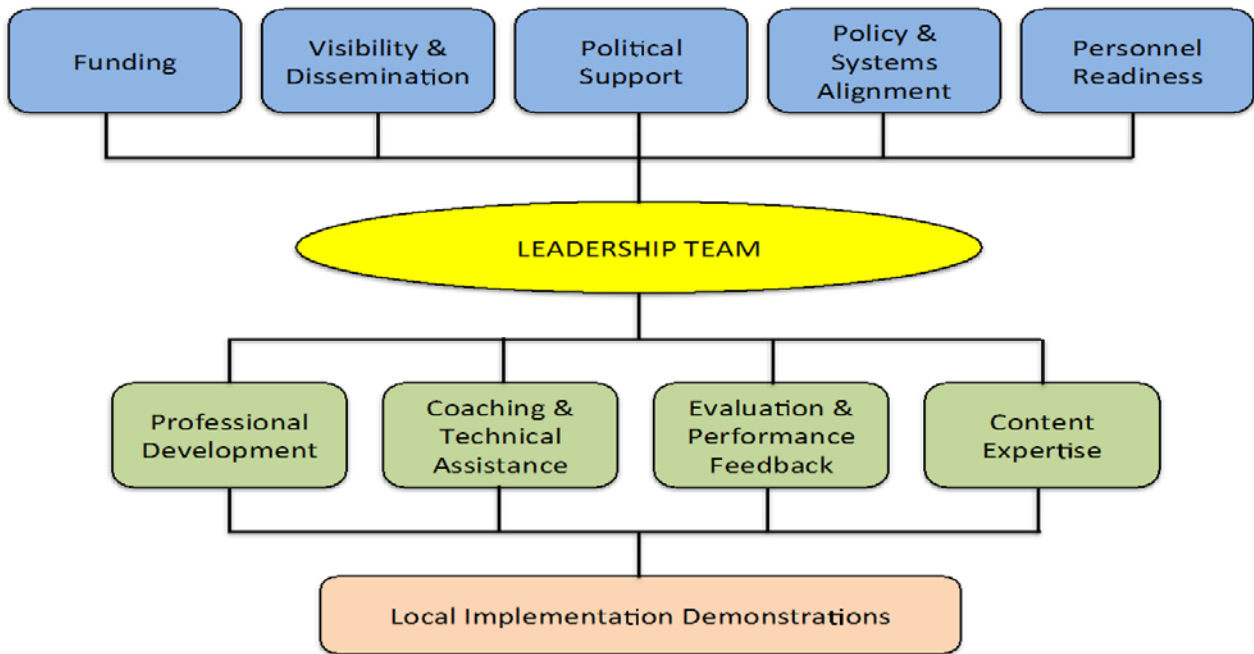 Funding
Visibility &
Dissemination
Political
Support
Policy &
Systems
Alignment
Personnel
Readiness
LEADERSHIP TEAM
Professional
Development
Coaching &
Technical
Assistance
Evaluation &
Performance
Feedback
Content
Expertise
Local Implementation Demonstrations